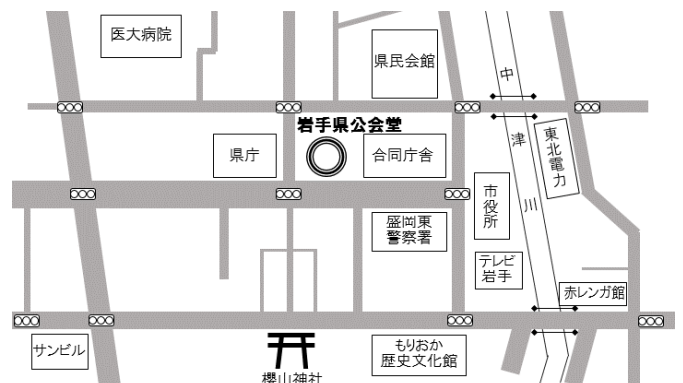 医大病院
県民会館
中
津
川
岩手県公会堂
県庁
合同庁舎
東北電力
市役所
盛岡東
警察署
テレビ
岩手
赤レンガ館
サンビル
櫻山神社
もりおか
歴史文化館